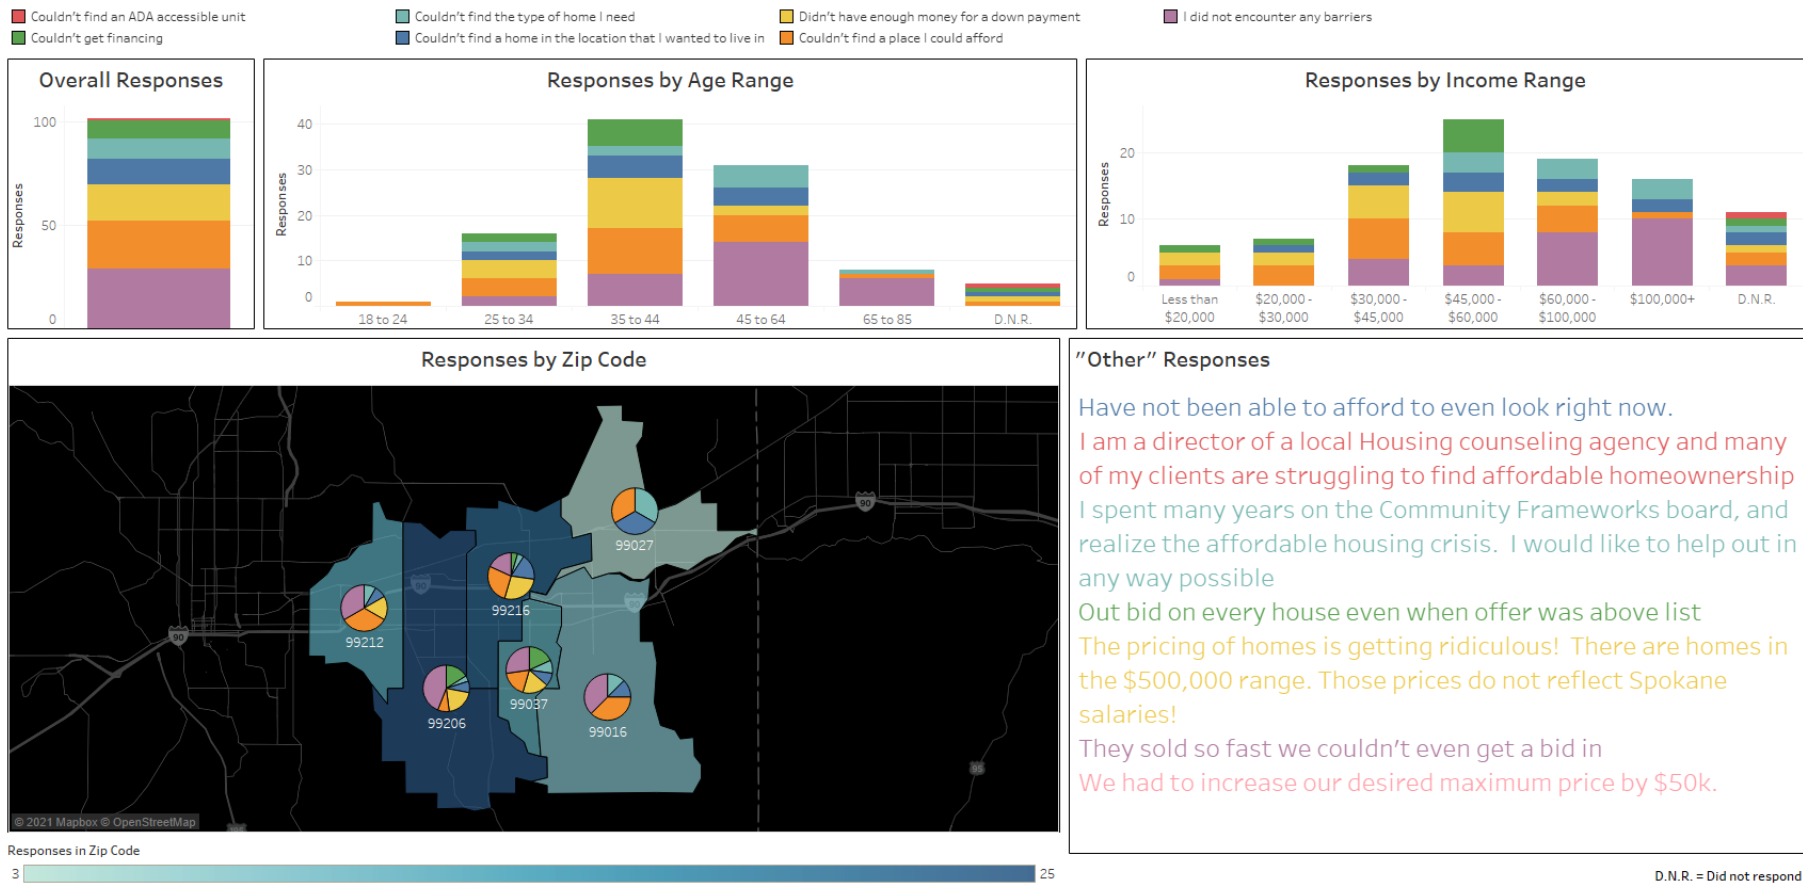 Couldn't find an ADA accessible unit
Couldn't find the type of home I need
Didn't have enough money for a down payment
I did not encounter any barriers
Couldn't get financing
Couldn't find a home in the location that I wanted to live in
Couldn't find a place I could afford
Overall Responses
Responses
100
50
0
Responses by Age Range
Responses
40
30
20
10
0
18 to 24
25 to 34
35 to 44
45 to 64
65 to 85
D.N.R.
Responses by Income Range
Responses
20
10
0
Less than
$20,000
$20,000 -
$30,000
$30,000 -
$45,000
$45,000 -
$60,000
$60,000 -
$100,000
$100,000+
D.N.R.
Responses by Zip Code
90
99027
99216
99212
90
99037
99206
99016
95
© 2021 Mapbox © OpenStreetMap
Responses in Zip Code
3
25
"Other" Responses
Have not been able to afford to even look right now.
I am a director of a local Housing counseling agency and many
of my clients are struggling to find affordable homeownership
I spent many years on the Community Frameworks board, and
realize the affordable housing crisis.  I would like to help out in
any way possible
Out bid on every house even when offer was above list
The pricing of homes is getting ridiculous!  There are homes in
the $500,000 range. Those prices do not reflect Spokane
salaries!
They sold so fast we couldn't even get a bid in
We had to increase our desired maximum price by $50k.
D.N.R. = Did not respond